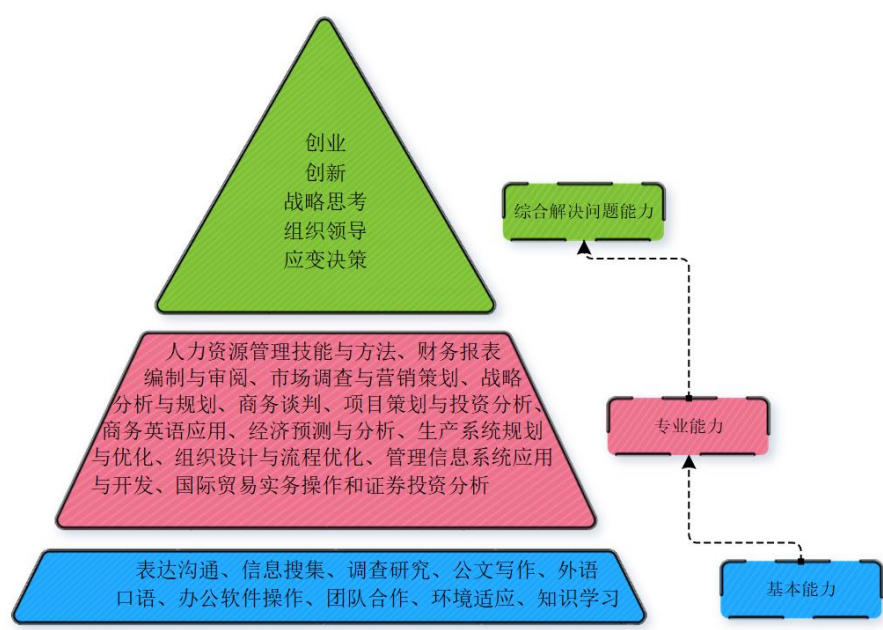 创业
创新
战略思考
组织领导
应变决策
综合解决问题能力
人力资源管理技能与方法、财务报表
编制与审阅、市场调查与营销策划、战略
分析与规划、商务谈判、项目策划与投资分析、
商务英语应用、经济预测与分析、生产系统规划
与优化、组织设计与流程优化、管理信息系统应用
与开发、国际贸易实务操作和证券投资分析
专业能力
表达沟通、信息搜集、调查研究、公文写作、外语
口语、办公软件操作、团队合作、环境适应、知识学习
基本能力